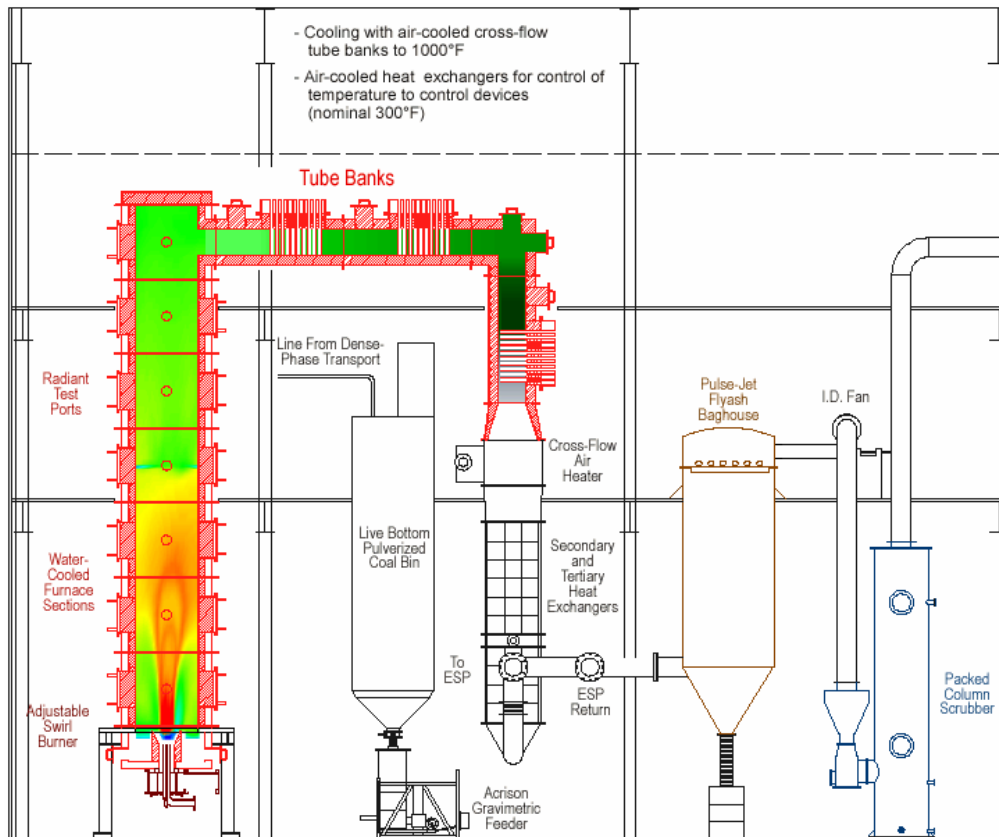 - Cooling with air-cooled cross-flow
tube banks to 1000°F
- Air-cooled heat exchangers for control of
temperature to control devices
(nominal 300°F)
Tube Banks
Line From Dense-
Phase Transport
Radiant
Test
Ports
Pulse-Jet
Flyash
Baghouse
I.D. Fan
Cross-Flow
Air
Heater
Live Bottom
Pulverized
Coal Bin
Water-
Cooled
Furnace
Sections
Secondary
and
Tertiary
Heat
Exchangers
To
ESP
ESP
Return
Packed
Column
Scrubber
Adjustable
Swirl
Burner
Acrison
Gravimetric
Feeder